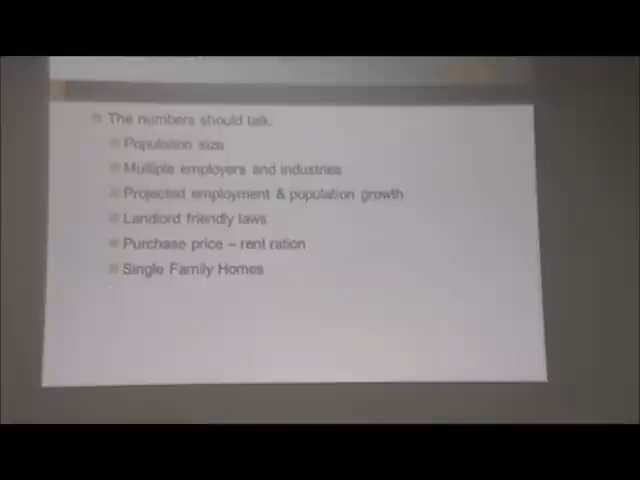 The numbers should talk.
Population size
Multiple employers and industries
Projected employment & population growth
Landlord friendly laws
Purchase price – rent ration
Single Family Homes